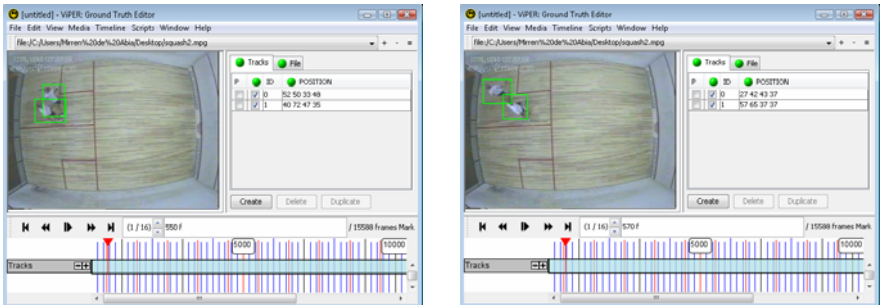 [untitled] - ViPER: Ground Truth Editor
File Edit View Media Timeline Scripts Window Help
file:/C:/Users/Mirren%20de%20Abia/Desktop/squash2.mpg
Tracks File
P ID POSITION
0 52 50 33 48
1 40 72 47 35
Create Delete Duplicate
(1 / 16) 550 f / 15588 frames Mark
5000 10000
Tracks
[untitled] - ViPER: Ground Truth Editor
File Edit View Media Timeline Scripts Window Help
file:/C:/Users/Mirren%20de%20Abia/Desktop/squash2.mpg
Tracks File
P ID POSITION
0 27 42 43 37
1 57 65 37 37
Create Delete Duplicate
(1 / 16) 570 f / 15588 frames Mark
5000 10000
Tracks